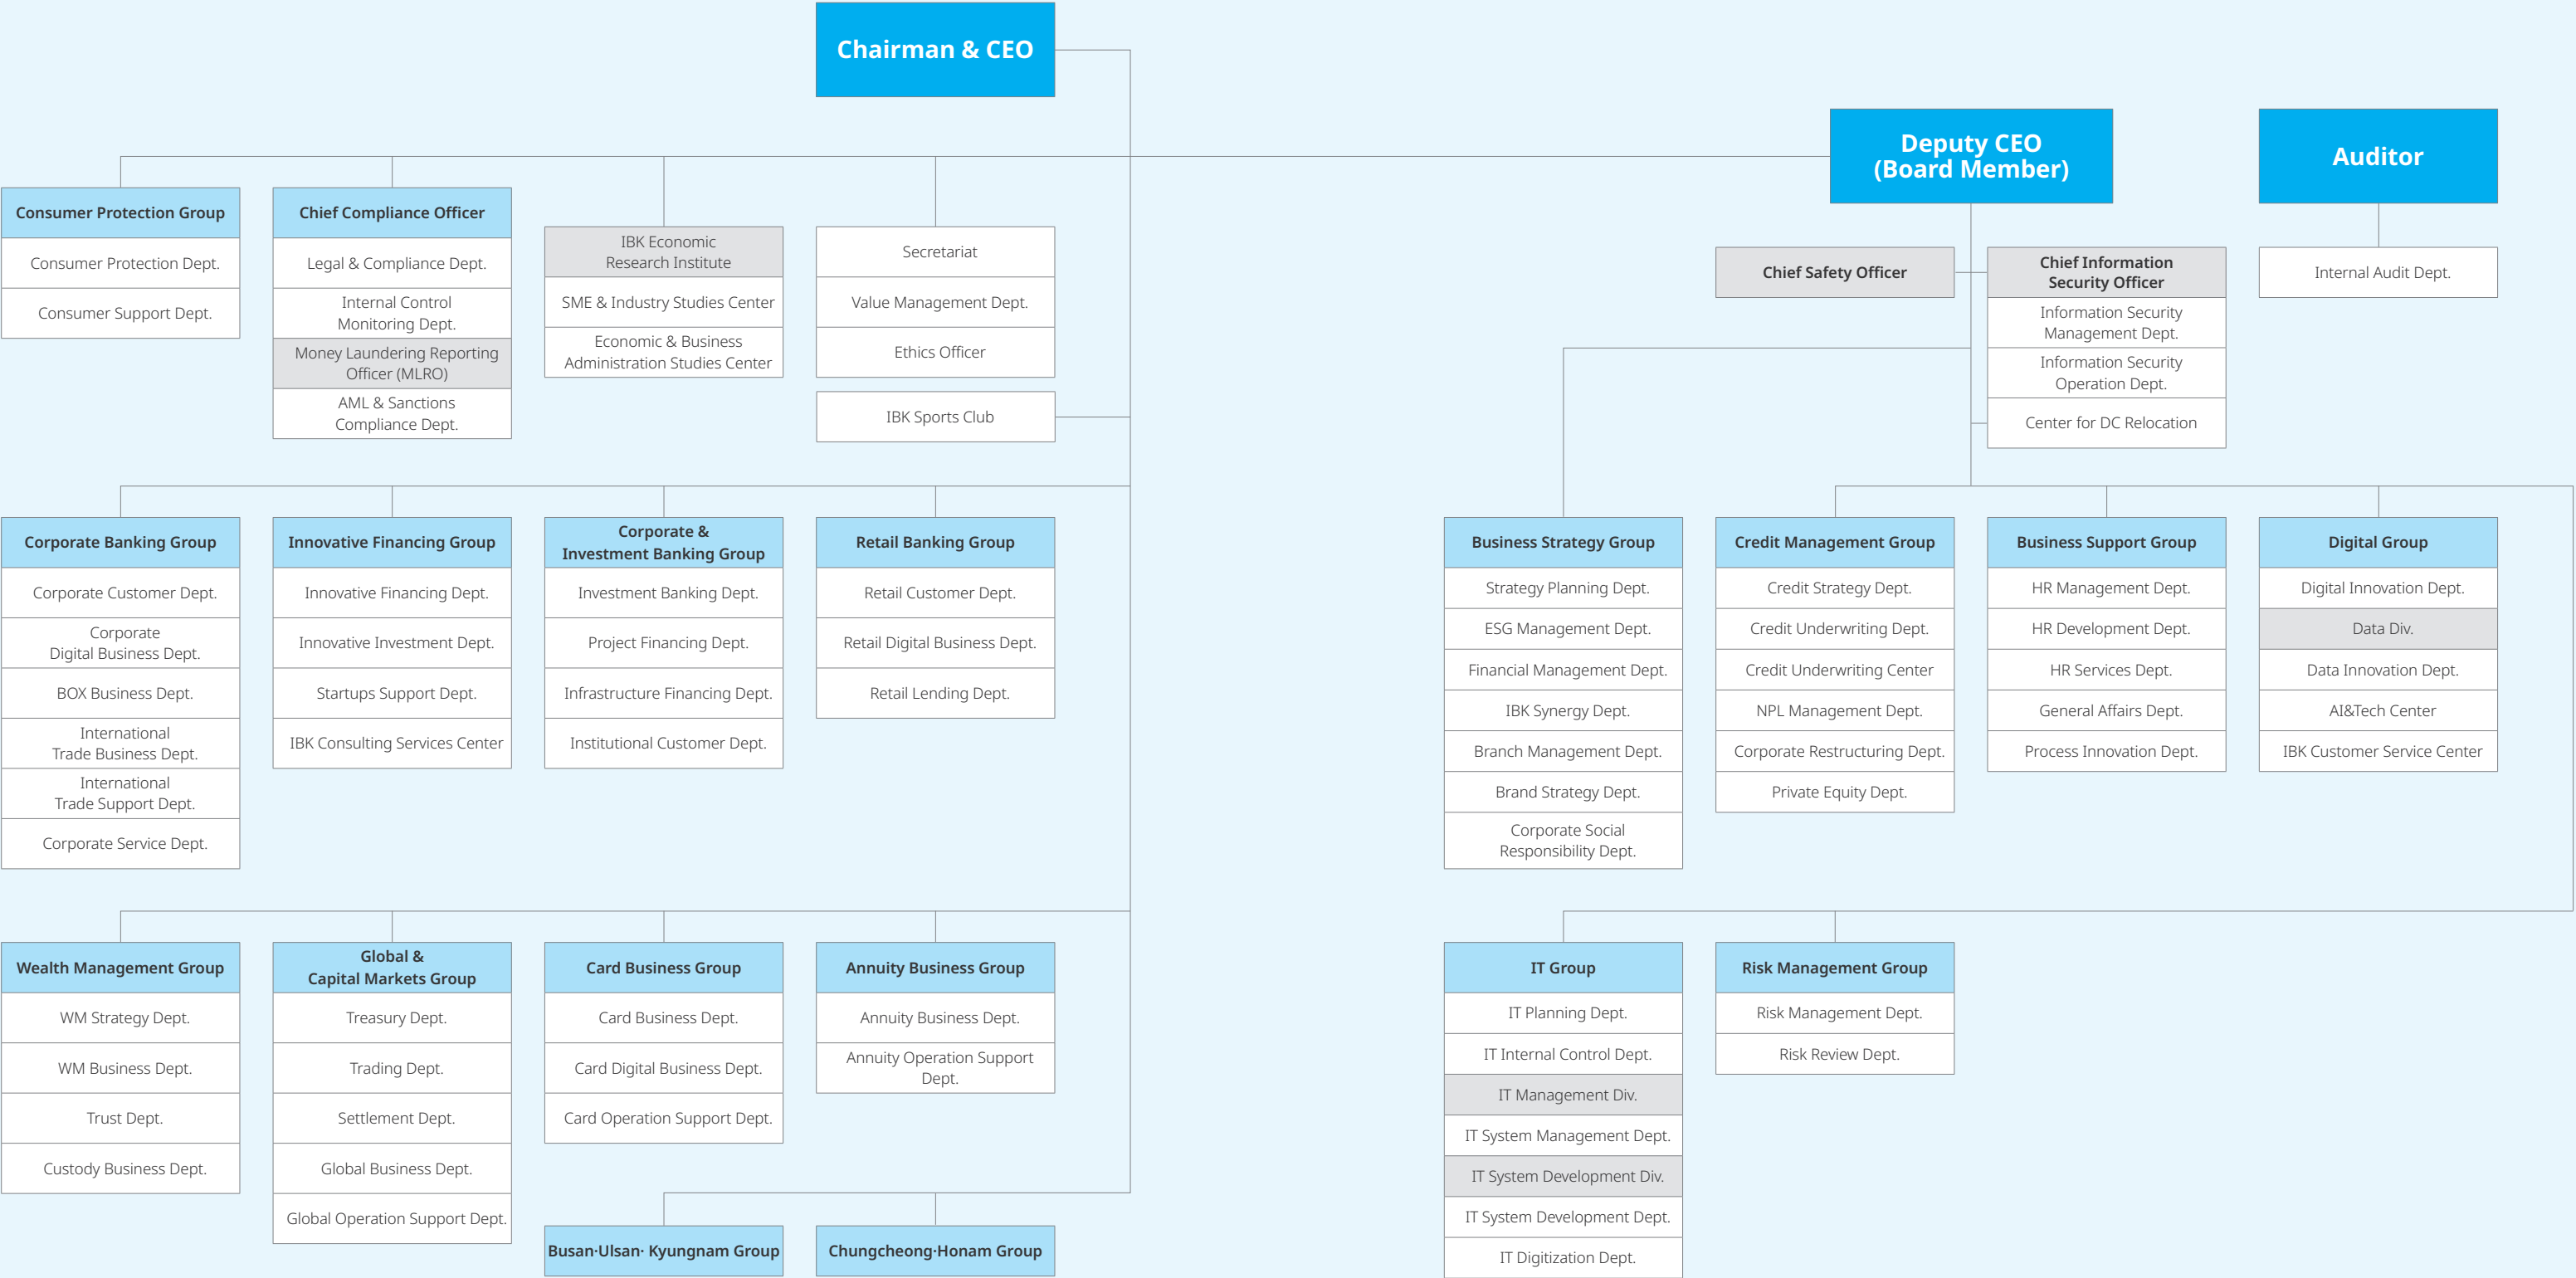 Chairman & CEO
Deputy CEO
(Board Member)
Auditor
Consumer Protection Group
Consumer Protection Dept.
Consumer Support Dept.
Chief Compliance Officer
Legal & Compliance Dept.
Internal Control
Monitoring Dept.
Money Laundering Reporting
Officer (MLRO)
AML & Sanctions
Compliance Dept.
IBK Economic
Research Institute
SME & Industry Studies Center
Economic & Business
Administration Studies Center
Secretariat
Value Management Dept.
Ethics Officer
IBK Sports Club
Chief Safety Officer
Chief Information
Security Officer
Information Security
Management Dept.
Information Security
Operation Dept.
Center for DC Relocation
Internal Audit Dept.
Corporate Banking Group
Corporate Customer Dept.
Corporate
Digital Business Dept.
BOX Business Dept.
International
Trade Business Dept.
International
Trade Support Dept.
Corporate Service Dept.
Innovative Financing Group
Innovative Financing Dept.
Innovative Investment Dept.
Startups Support Dept.
IBK Consulting Services Center
Corporate &
Investment Banking Group
Investment Banking Dept.
Project Financing Dept.
Infrastructure Financing Dept.
Institutional Customer Dept.
Retail Banking Group
Retail Customer Dept.
Retail Digital Business Dept.
Retail Lending Dept.
Business Strategy Group
Strategy Planning Dept.
ESG Management Dept.
Financial Management Dept.
IBK Synergy Dept.
Branch Management Dept.
Brand Strategy Dept.
Corporate Social
Responsibility Dept.
Credit Management Group
Credit Strategy Dept.
Credit Underwriting Dept.
Credit Underwriting Center
NPL Management Dept.
Corporate Restructuring Dept.
Private Equity Dept.
Business Support Group
HR Management Dept.
HR Development Dept.
HR Services Dept.
General Affairs Dept.
Process Innovation Dept.
Digital Group
Digital Innovation Dept.
Data Div.
Data Innovation Dept.
AI&Tech Center
IBK Customer Service Center
Wealth Management Group
WM Strategy Dept.
WM Business Dept.
Trust Dept.
Custody Business Dept.
Global &
Capital Markets Group
Treasury Dept.
Trading Dept.
Settlement Dept.
Global Business Dept.
Global Operation Support Dept.
Card Business Group
Card Business Dept.
Card Digital Business Dept.
Card Operation Support Dept.
Annuity Business Group
Annuity Business Dept.
Annuity Operation Support
Dept.
Busan·Ulsan· Kyungnam Group
Chungcheong·Honam Group
IT Group
IT Planning Dept.
IT Internal Control Dept.
IT Management Div.
IT System Management Dept.
IT System Development Div.
IT System Development Dept.
IT Digitization Dept.
Risk Management Group
Risk Management Dept.
Risk Review Dept.